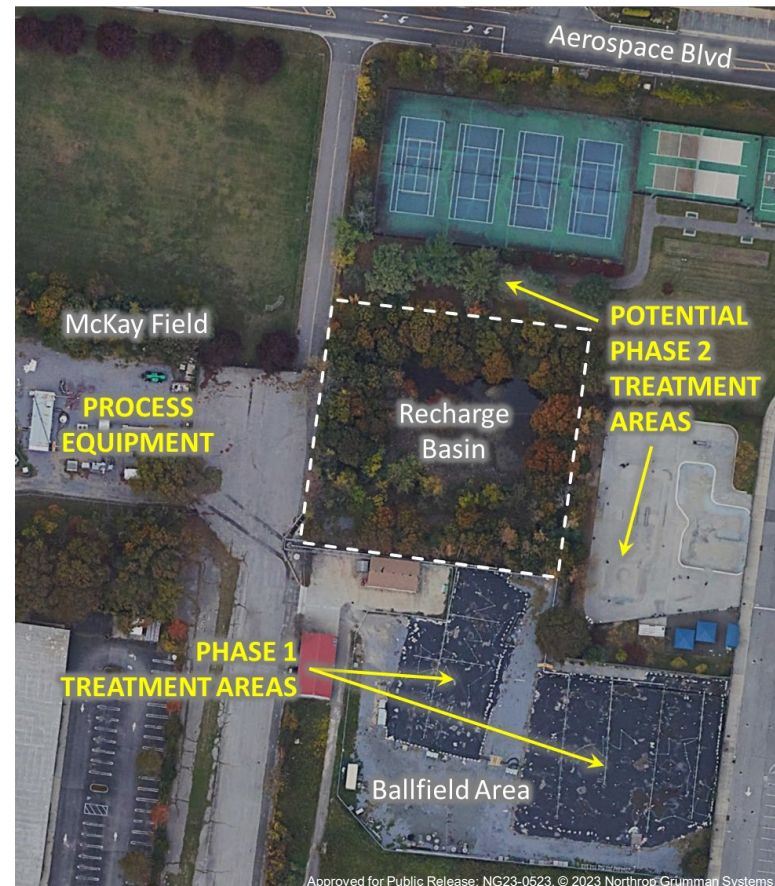 Aerospace Blvd
McKay Field
POTENTIAL
PHASE 2
TREATMENT
AREAS
PROCESS
EQUIPMENT
Recharge
Basin
PHASE 1
TREATMENT AREAS
Ballfield Area
Approved for Public Release: NG23-0523, © 2023 Northrop Grumman Systems